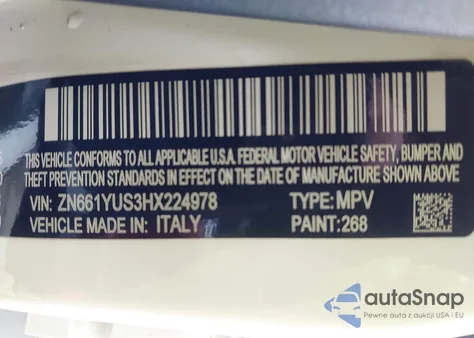 THIS VEHICLE CONFORMS TO ALL APPLICABLE U.S.A. FEDERAL MOTOR VEHICLE SAFETY, BUMPER AND
THEFT PREVENTION STANDARDS IN EFFECT ON THE DATE OF MANUFACTURE SHOWN ABOVE
VIN: ZN661YUS3HX224978 TYPE: MPV
VEHICLE MADE IN: ITALY PAINT: 268
autoSnap
Pewne auta z aukcji USA i EU